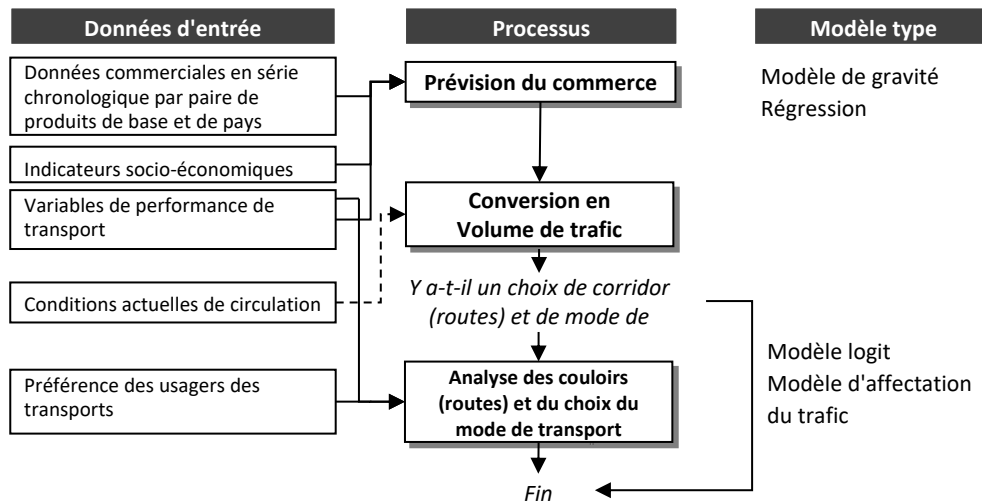 Données d'entrée
Processus
Modèle type
Données commerciales en série
chronologique par paire de
produits de base et de pays
Prévision du commerce
Modèle de gravité
Régression
Indicateurs socio-économiques
Variables de performance de
transport
Conversion en
Volume de trafic
Conditions actuelles de circulation
Y a-t-il un choix de corridor
(routes) et de mode de
Modèle logit
Modèle d'affectation
du trafic
Préférence des usagers des
transports
Analyse des couloirs
(routes) et du choix du
mode de transport
Fin